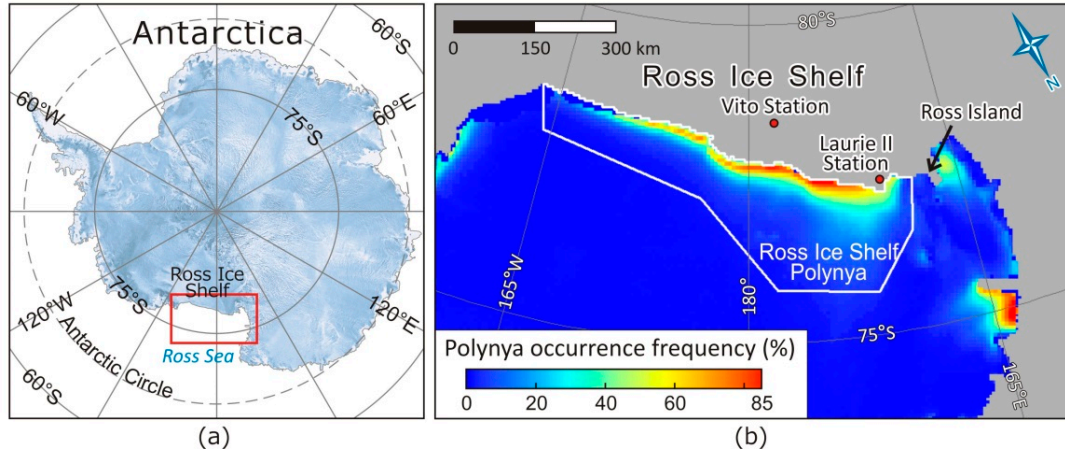 Antarctica
60°S
60°W
60°E
75°S
Ross Ice
Shelf
75°S
120°W
120°E
Ross Sea
Antarctic Circle
60°S
(a)
0 150 300 km
80°S
Ross Ice Shelf
Vito Station
Ross Island
Laurie II
Station
Ross Ice Shelf
Polynya
165°W
180°
75°S
165°E
Polynya occurrence frequency (%)
0 20 40 60 85
N
(b)